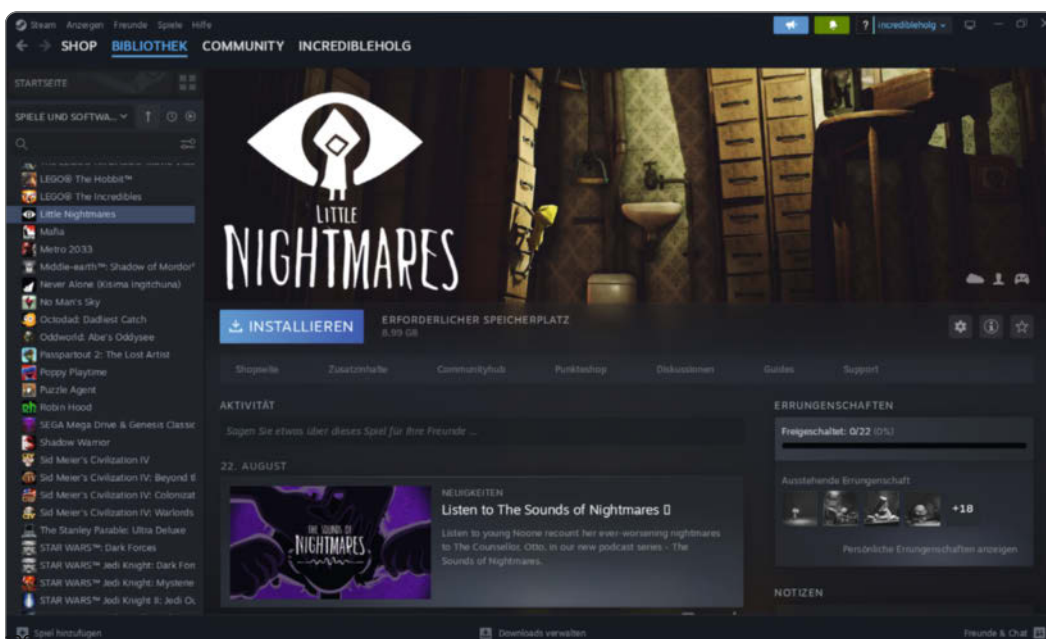 Steam Anzeigen Freunde Spiele Hilfe
? incredibleholg
SHOP BIBLIOTHEK COMMUNITY INCREDIBLEHOLG
STARTSEITE
SPIELE UND SOFTWA...
LEGO® The Hobbit™
LEGO® The Incredibles
Little Nightmares
Mafia
Metro 2033
Middle-earth™: Shadow of Mordor™
Never Alone (Kisima Ingitchuna)
No Man's Sky
Octodad: Dadliest Catch
Oddworld: Abe's Oddysee
Passpartout 2: The Lost Artist
Poppy Playtime
Puzzle Agent
Robin Hood
SEGA Mega Drive & Genesis Classic
Shadow Warrior
Sid Meier's Civilization IV
Sid Meier's Civilization IV: Beyond t
Sid Meier's Civilization IV: Colonizat
Sid Meier's Civilization IV: Warlords
The Stanley Parable: Ultra Deluxe
STAR WARS™: Dark Forces
STAR WARS™ Jedi Knight: Dark For
STAR WARS™ Jedi Knight: Mysterie
STAR WARS™ Jedi Knight II: Jedi Ou
Spiel hinzufügen
LITTLE
NIGHTMARES
INSTALLIEREN
ERFORDERLICHER SPEICHERPLATZ
8.99 GB
Shopseite Zusatzinhalte Communityhub Punkteshop Diskussionen Guides Support
AKTIVITÄT
Sagen Sie etwas über dieses Spiel für Ihre Freunde ...
22. AUGUST
THE SOUNDS OF
NIGHTMARES
NEUIGKEITEN
Listen to The Sounds of Nightmares
Listen to young Noone recount her ever-worsening nightmares
to The Counsellor, Otto, in our new podcast series - The
Sounds of Nightmares.
ERRUNGENSCHAFTEN
Freigeschaltet: 0/22 (0%)
Ausstehende Errungenschaft
+18
Persönliche Errungenschaften anzeigen
NOTIZEN
Downloads verwalten
Freunde & Chat